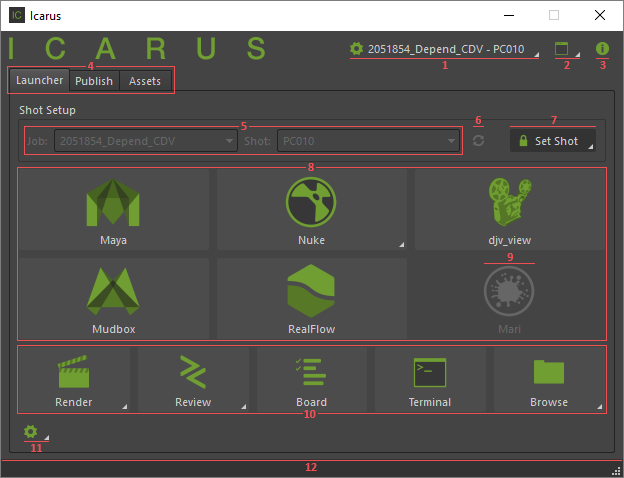 IC Icarus
I C A R U S
2051854_Depend_CDV - PC010
1 2 3
4
Launcher Publish Assets
Shot Setup
5 6 7
Job: 2051854_Depend_CDV Shot: PC010 Set Shot
8
Maya Nuke djv_view
9
Mudbox RealFlow Mari
>_
Render Review Board Terminal Browse
10
11
12